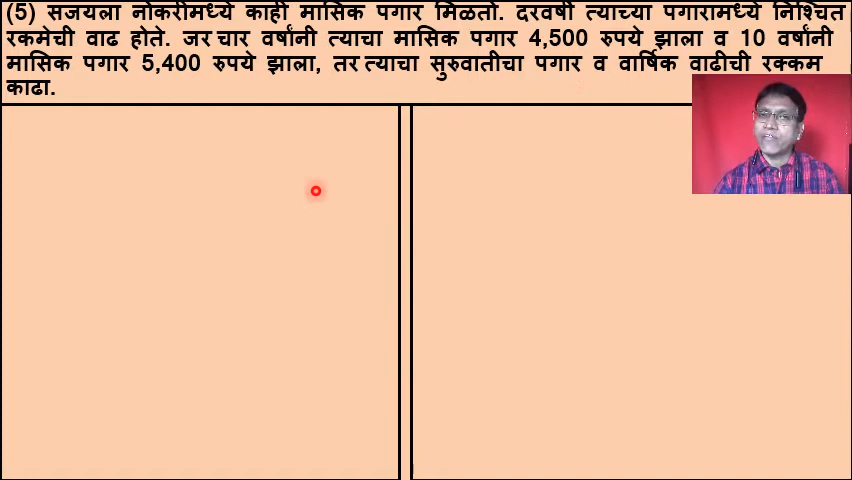 (5) संजयला नोकरीमध्ये काही मासिक पगार मिळतो. दरवर्षी त्याच्या पगारामध्ये निश्चित
रकमेची वाढ होते. जर चार वर्षांनी त्याचा मासिक पगार 4,500 रुपये झाला व 10 वर्षांनी
मासिक पगार 5,400 रुपये झाला, तर त्याचा सुरुवातीचा पगार व वार्षिक वाढीची रक्कम
काढा.